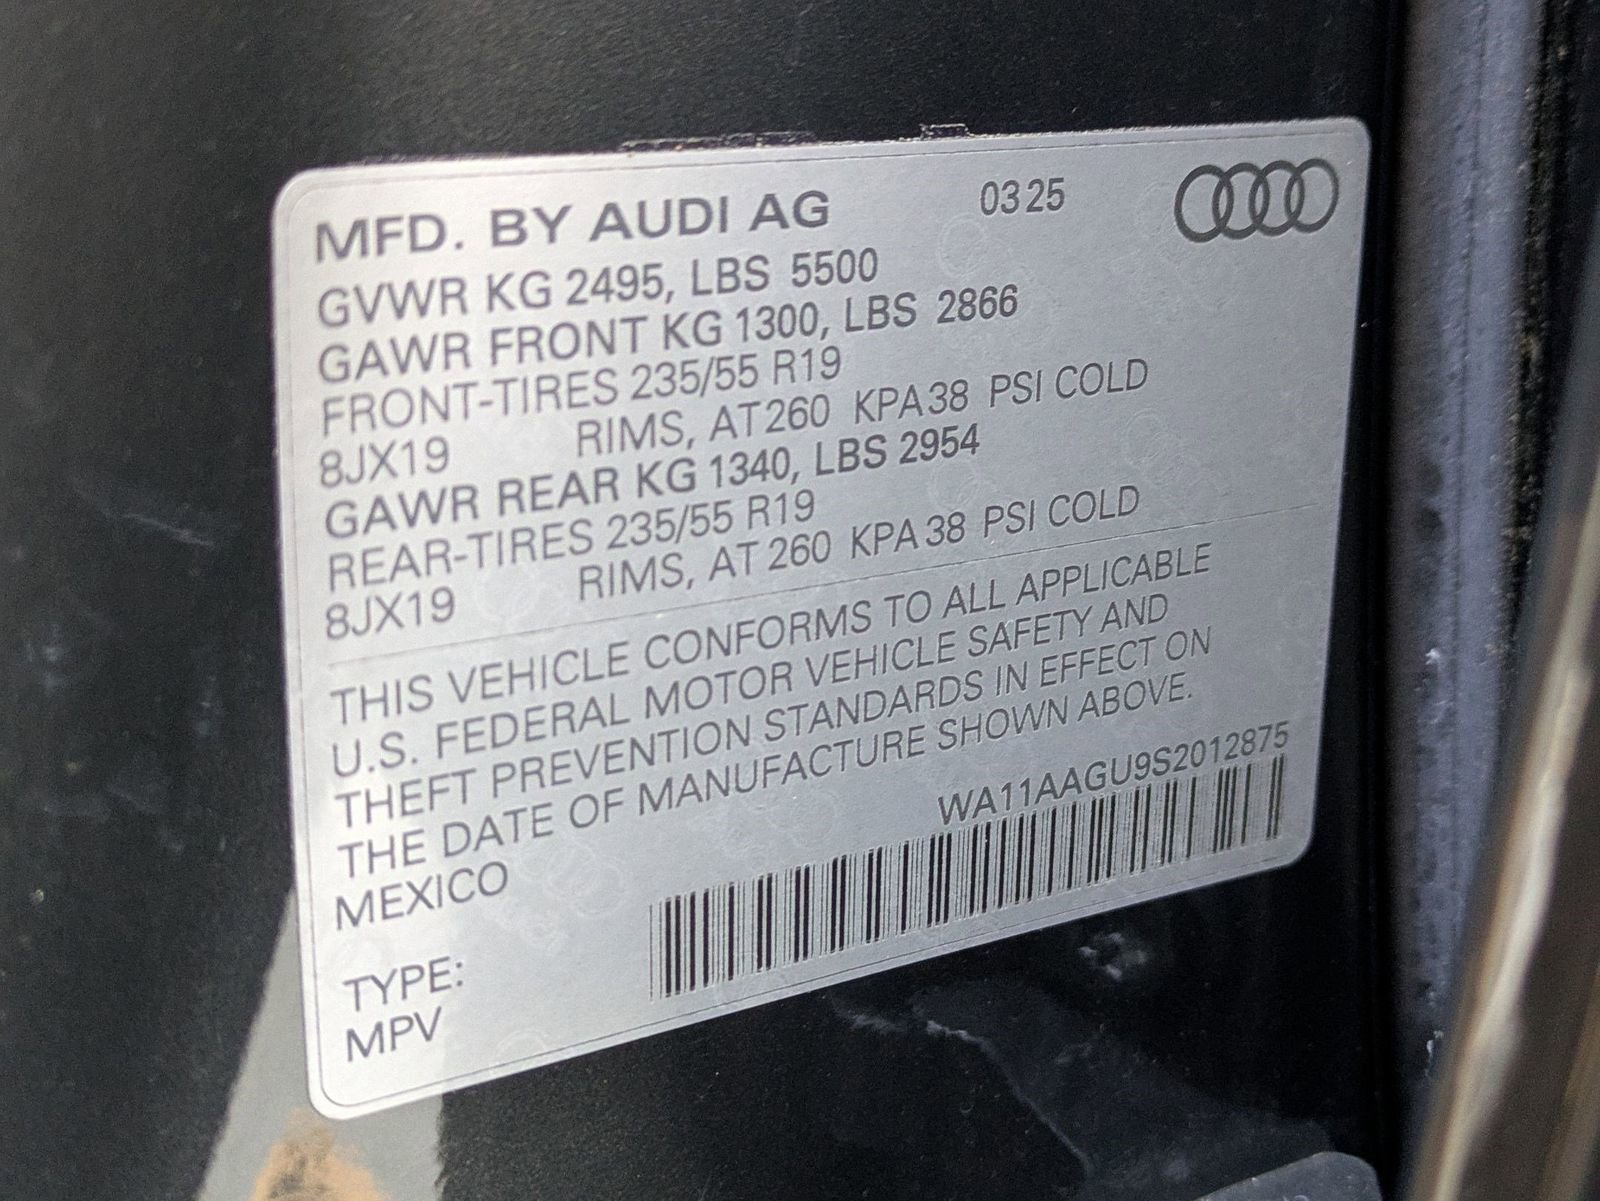 MFD. BY AUDI AG 03 25
GVWR KG 2495, LBS 5500
GAWR FRONT KG 1300, LBS 2866
FRONT-TIRES 235/55 R19
8JX19 RIMS, AT 260 KPA 38 PSI COLD
GAWR REAR KG 1340, LBS 2954
REAR-TIRES 235/55 R19
8JX19 RIMS, AT 260 KPA 38 PSI COLD
THIS VEHICLE CONFORMS TO ALL APPLICABLE
U.S. FEDERAL MOTOR VEHICLE SAFETY AND
THEFT PREVENTION STANDARDS IN EFFECT ON
THE DATE OF MANUFACTURE SHOWN ABOVE.
MEXICO
WA11AAGU9S2012875
TYPE:
MPV